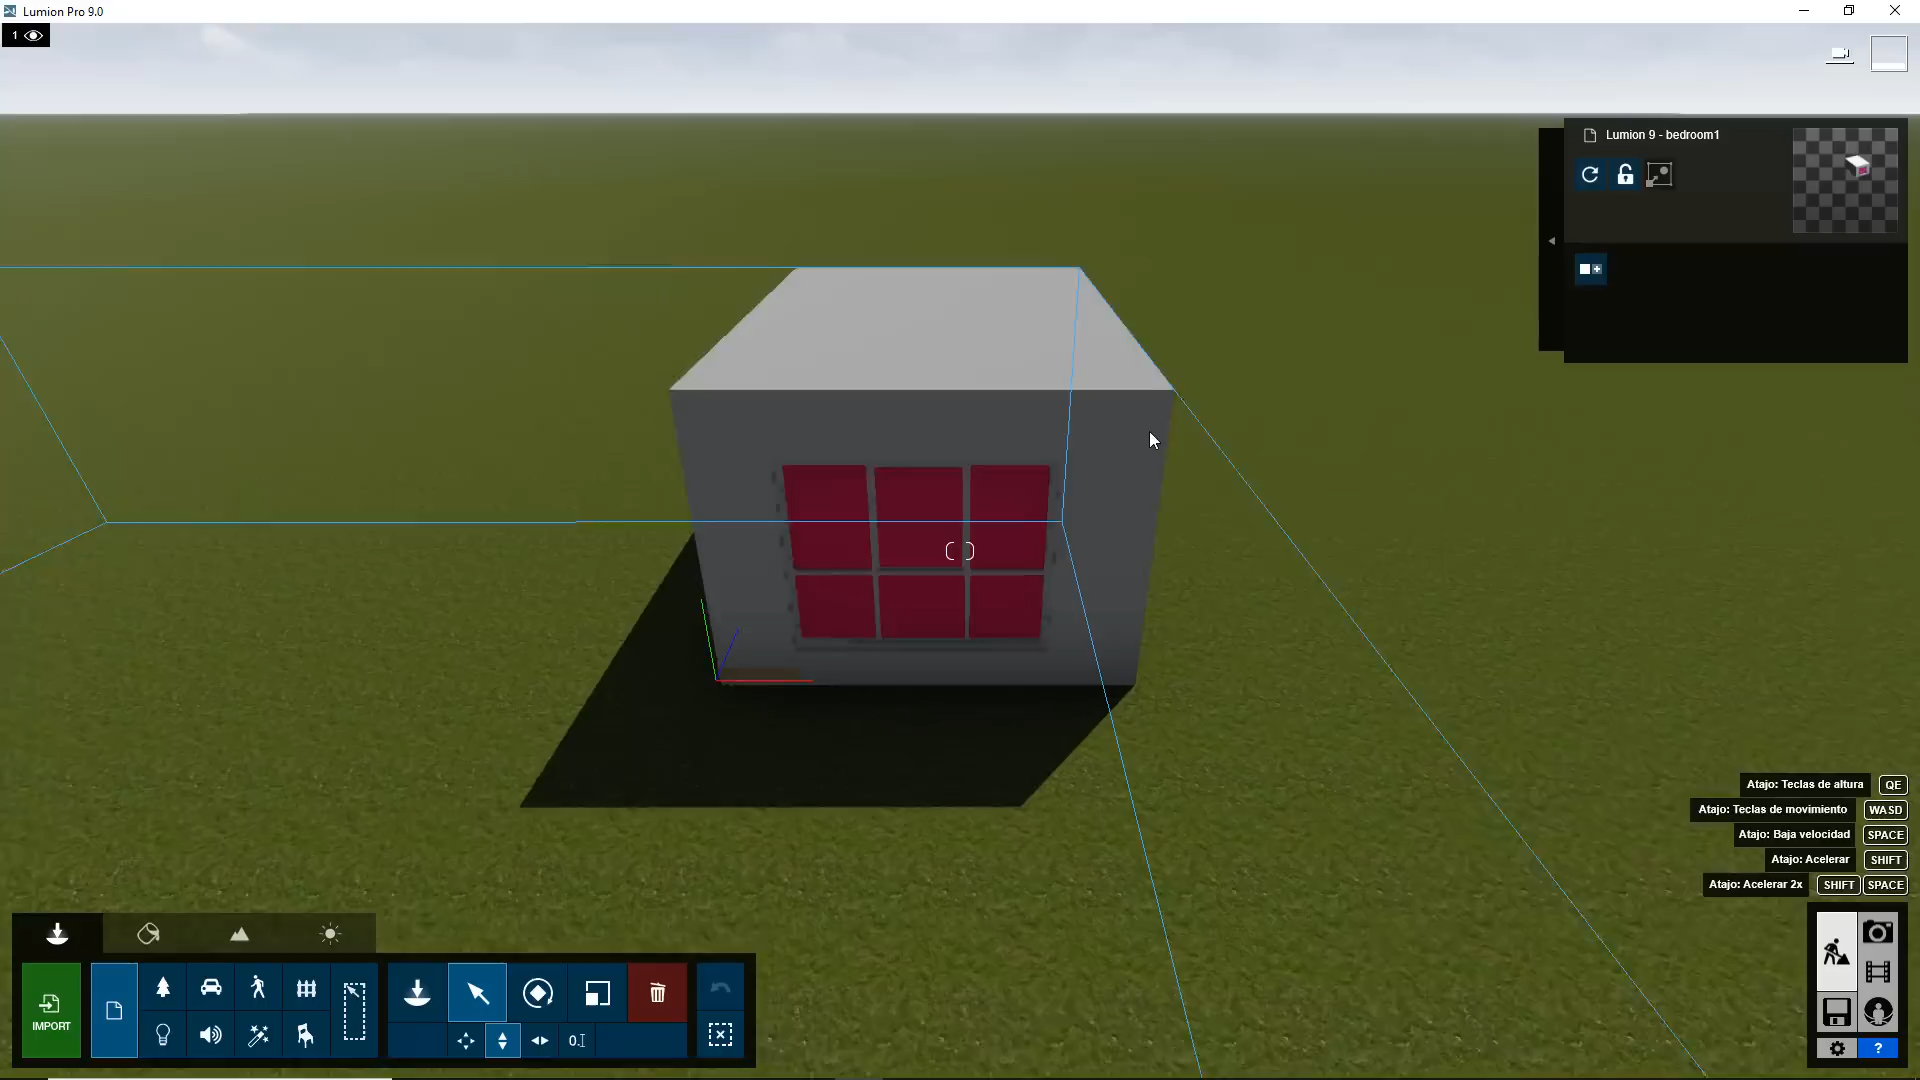 Lumion Pro 9.0
1
Lumion 9 - bedroom1
Atajo: Teclas de altura QE
Atajo: Teclas de movimiento WASD
Atajo: Baja velocidad SPACE
Atajo: Acelerar SHIFT
Atajo: Acelerar 2x SHIFT SPACE
IMPORT
0.
?